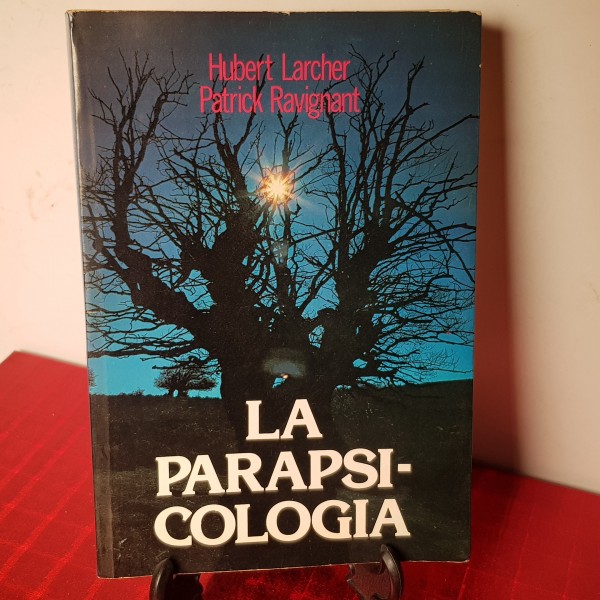 Hubert Larcher
Patrick Ravignant
LA
PARAPSI-
COLOGIA